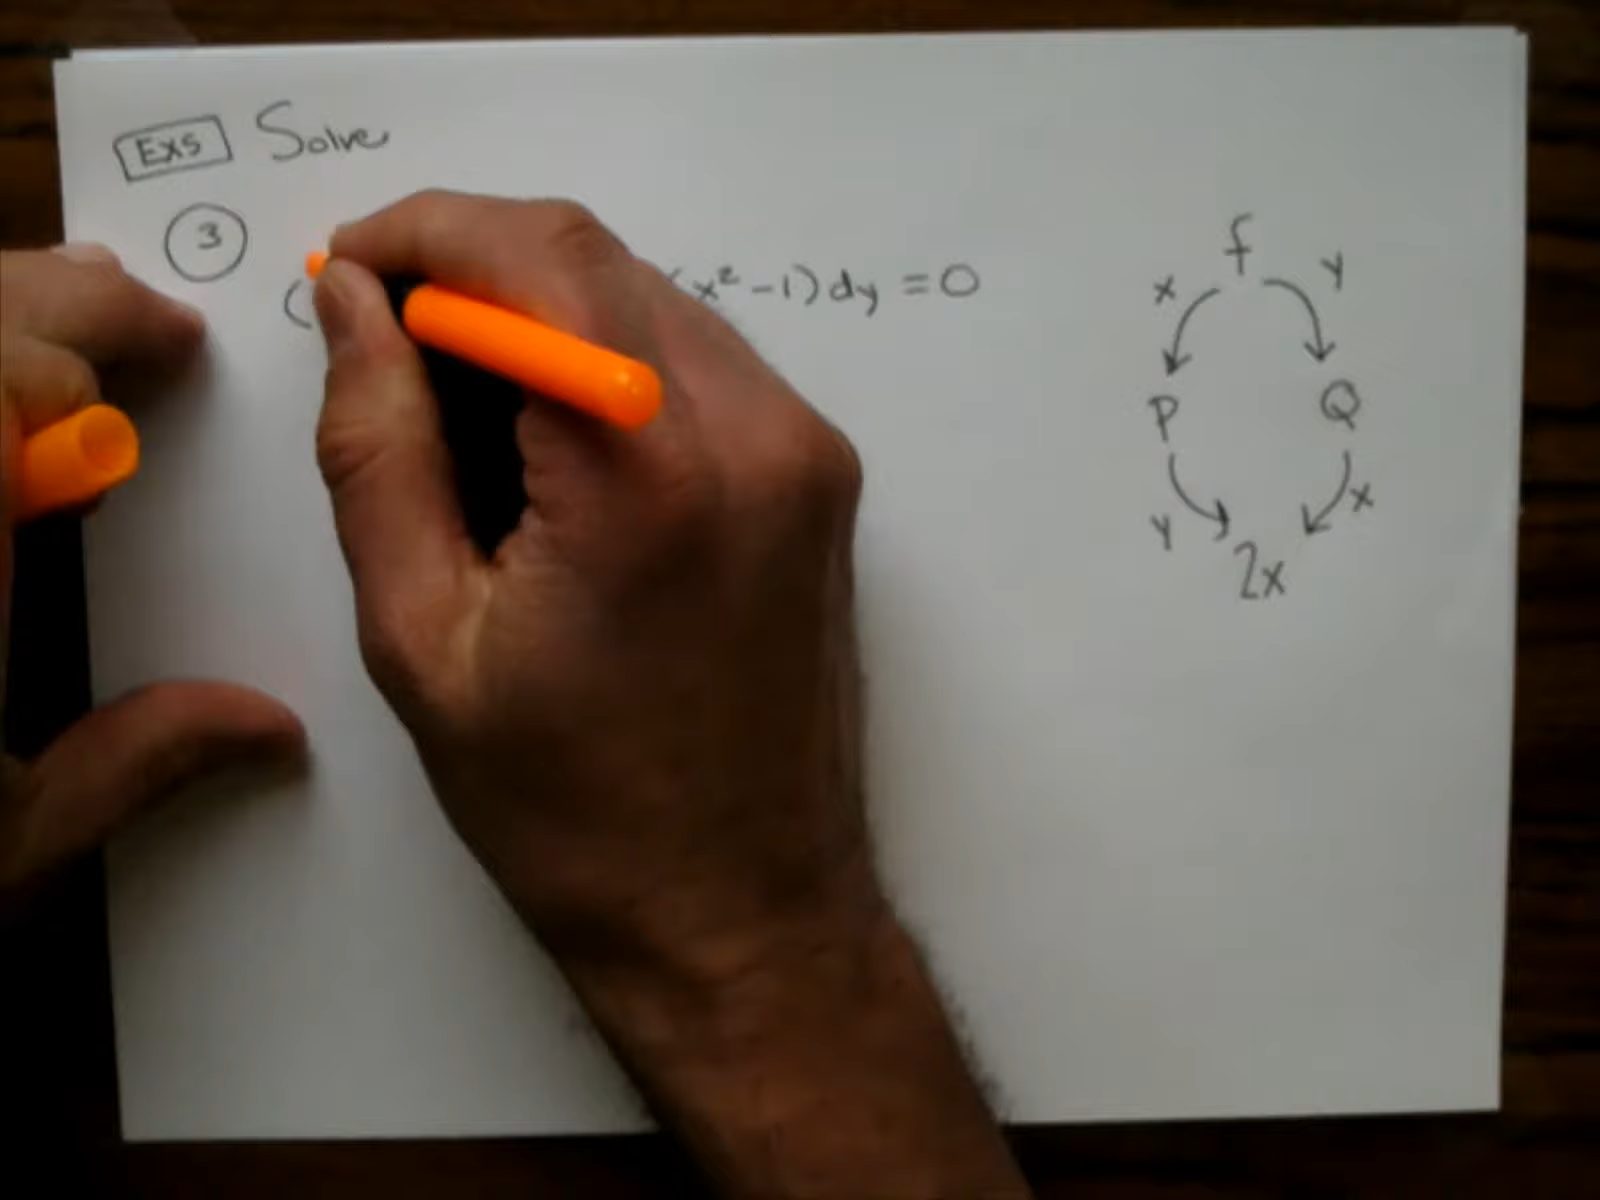 Exs Solve
3
( (x² -1) dy = 0
f
x y
P Q
y x
2x